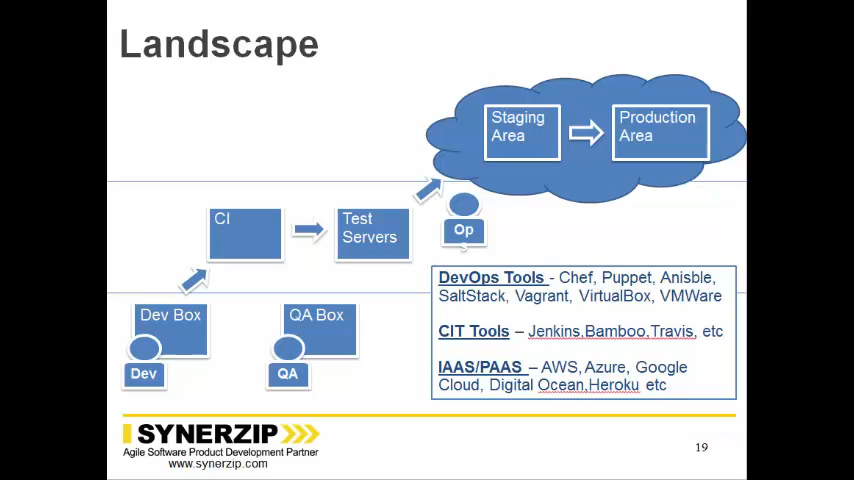 Landscape
Staging
Area
Production
Area
CI
Test
Servers
Op
Dev Box
QA Box
Dev
QA
DevOps Tools - Chef, Puppet, Anisble,
SaltStack, Vagrant, VirtualBox, VMWare
CIT Tools – Jenkins,Bamboo,Travis, etc
IAAS/PAAS – AWS, Azure, Google
Cloud, Digital Ocean,Heroku etc
SYNERZIP
Agile Software Product Development Partner
www.synerzip.com
19